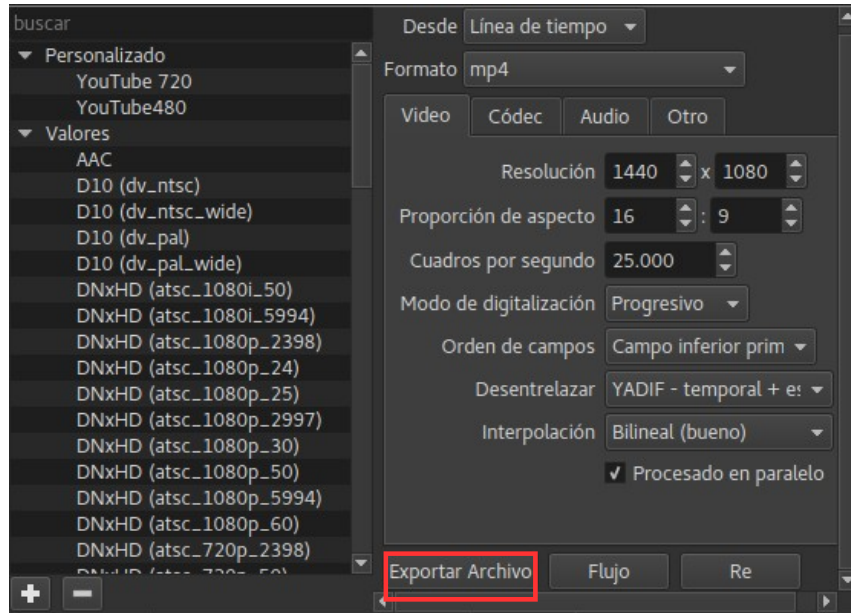 buscar
Personalizado
YouTube 720
YouTube480
Valores
AAC
D10 (dv_ntsc)
D10 (dv_ntsc_wide)
D10 (dv_pal)
D10 (dv_pal_wide)
DNxHD (atsc_1080i_50)
DNxHD (atsc_1080i_5994)
DNxHD (atsc_1080p_2398)
DNxHD (atsc_1080p_24)
DNxHD (atsc_1080p_25)
DNxHD (atsc_1080p_2997)
DNxHD (atsc_1080p_30)
DNxHD (atsc_1080p_50)
DNxHD (atsc_1080p_5994)
DNxHD (atsc_1080p_60)
DNxHD (atsc_720p_2398)
Desde Línea de tiempo
Formato mp4
Video Códec Audio Otro
Resolución 1440 x 1080
Proporción de aspecto 16 : 9
Cuadros por segundo 25.000
Modo de digitalización Progresivo
Orden de campos Campo inferior prim
Desentrelazar YADIF - temporal + es
Interpolación Bilineal (bueno)
Procesado en paralelo
Exportar Archivo Flujo Re